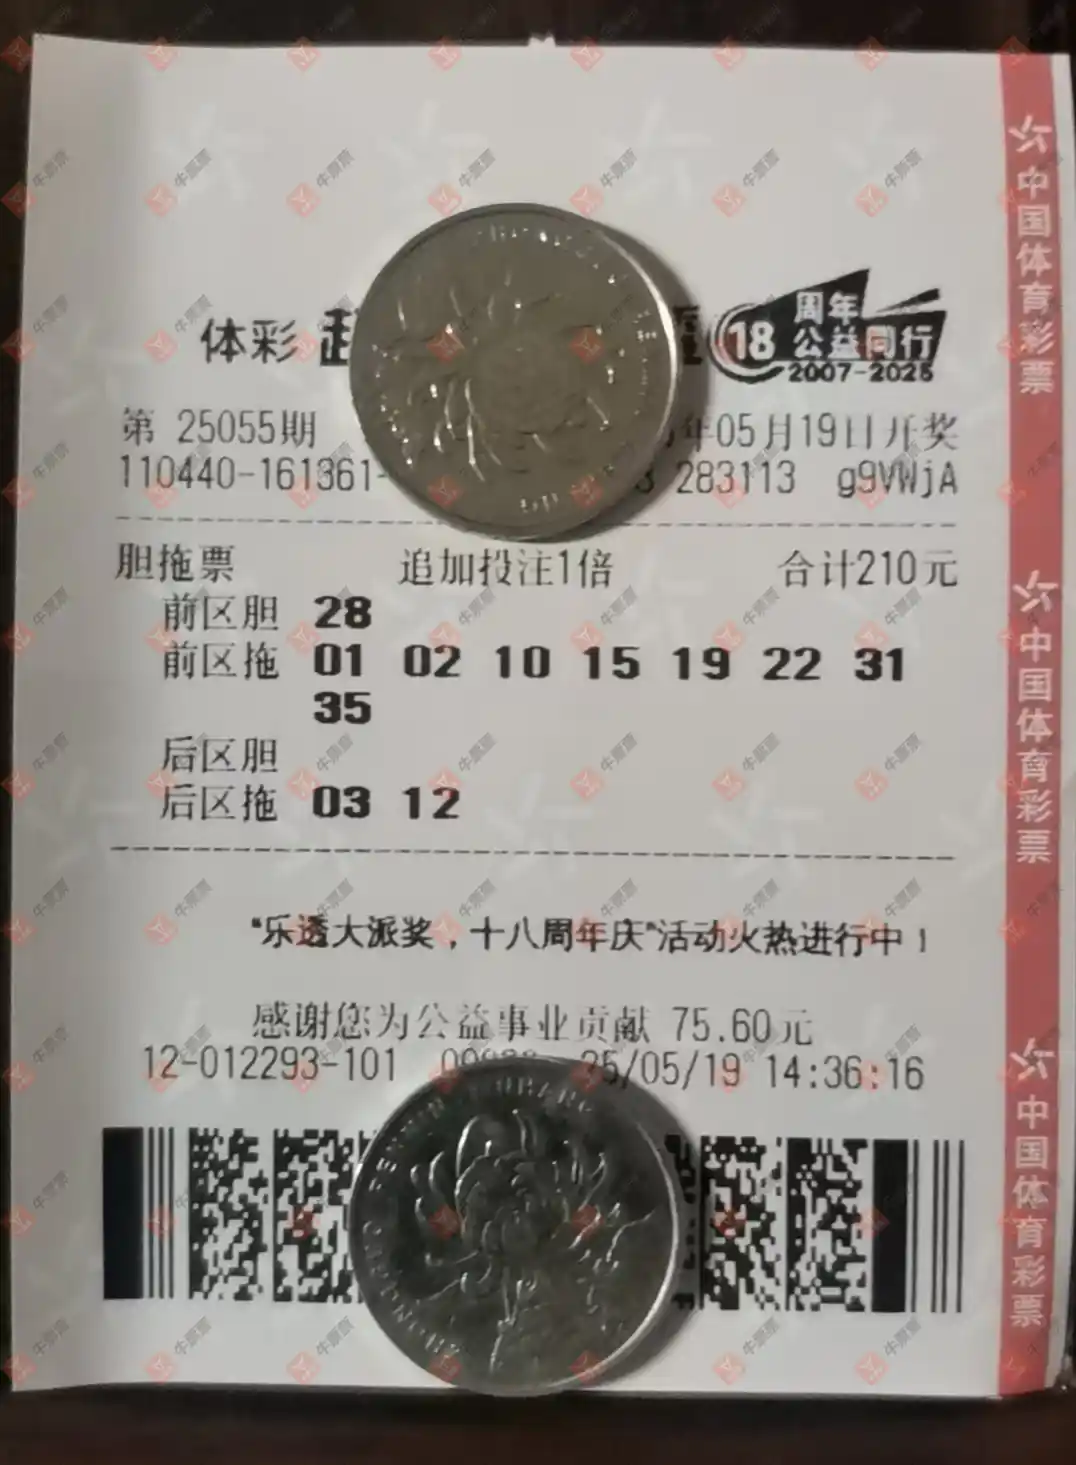 体彩
18
周年
公益同行
2007-2025
第 25055期
年05月19日开奖
110440-161361-
283113 g9VWjA
胆拖票 追加投注1倍 合计210元
前区胆 28
前区拖 01 02 10 15 19 22 31
35
后区胆
后区拖 03 12
“乐透大派奖，十八周年庆”活动火热进行中！
感谢您为公益事业贡献 75.60元
12-012293-101 25/05/19 14:36:16
中国体育彩票
中国体育彩票
中国体育彩票
牛票票